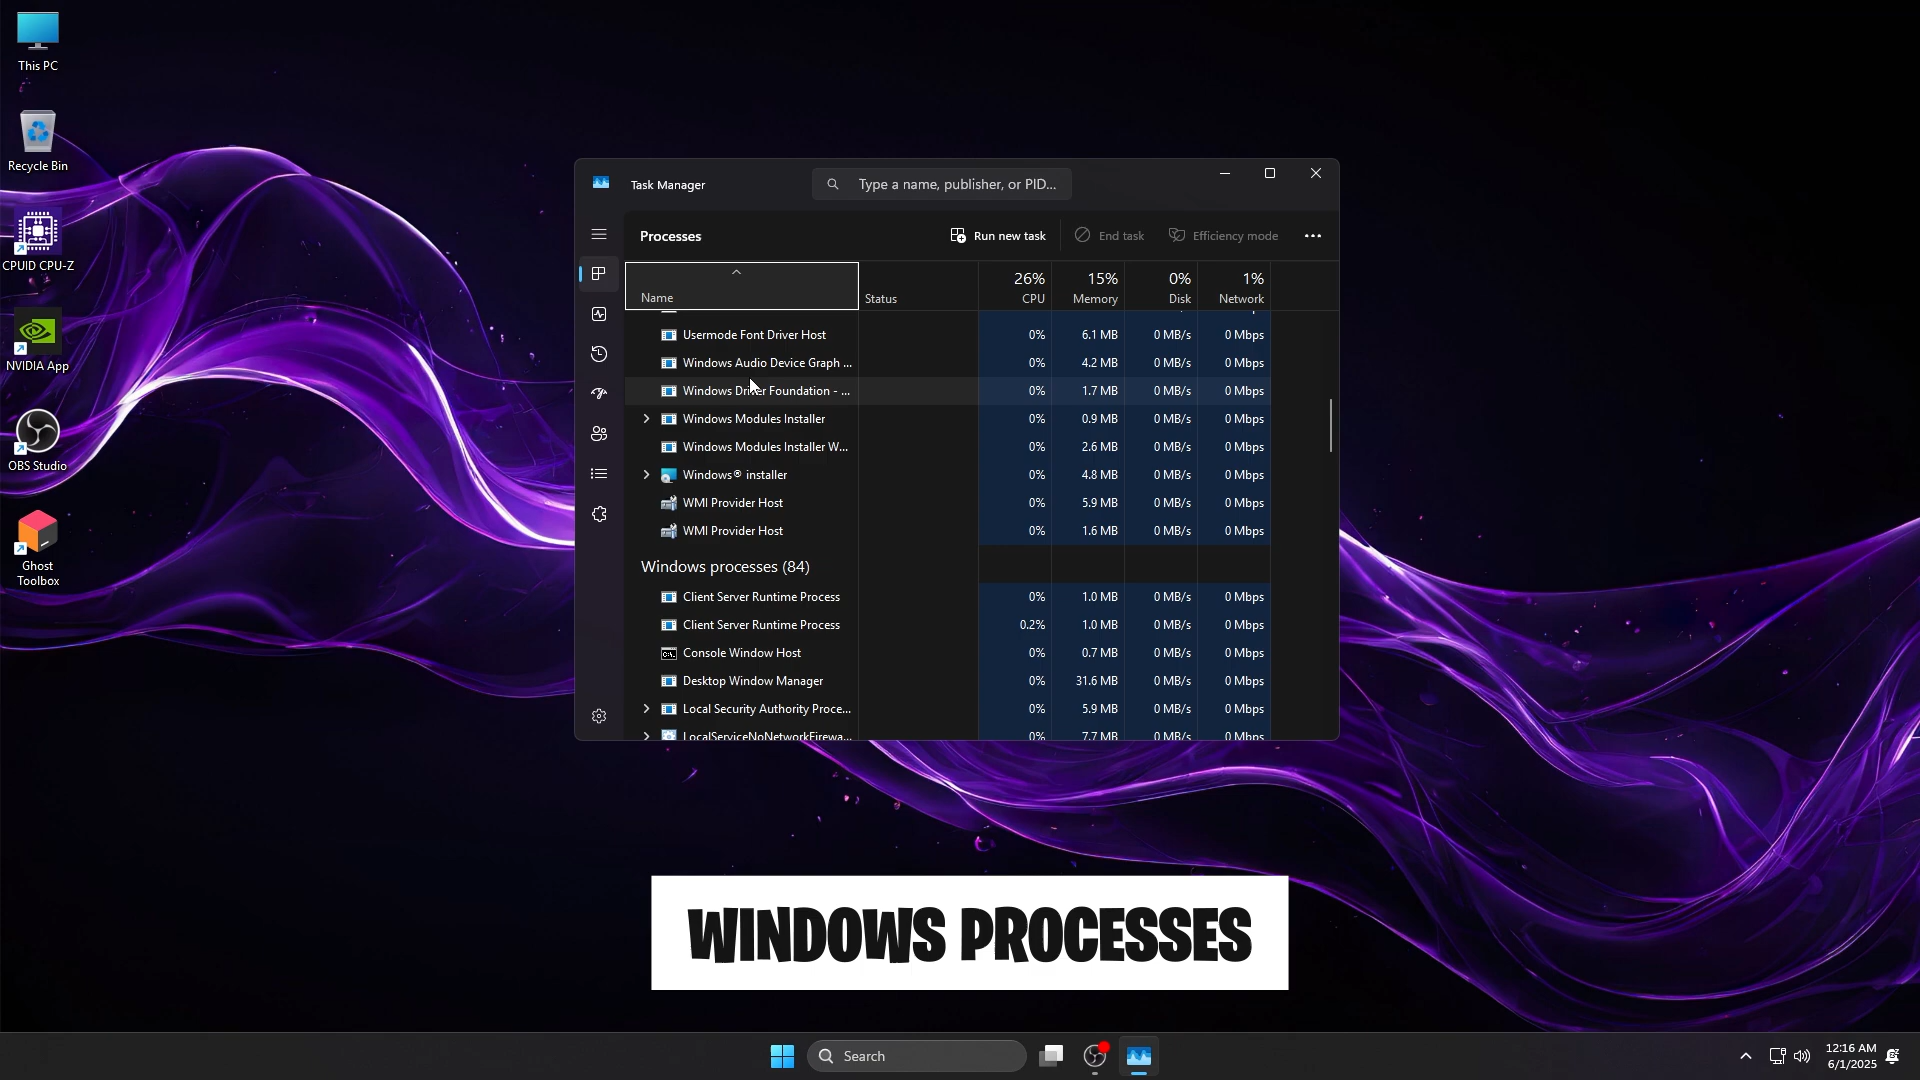 This PC
Recycle Bin
CPUID CPU-Z
NVIDIA App
OBS Studio
Ghost
Toolbox
Task Manager
Type a name, publisher, or PID...
Processes
Run new task
End task
Efficiency mode
Name
Status
26% CPU
15% Memory
0% Disk
1% Network
Usermode Font Driver Host 0% 6.1 MB 0 MB/s 0 Mbps
Windows Audio Device Graph ... 0% 4.2 MB 0 MB/s 0 Mbps
Windows Driver Foundation - ... 0% 1.7 MB 0 MB/s 0 Mbps
Windows Modules Installer 0% 0.9 MB 0 MB/s 0 Mbps
Windows Modules Installer W... 0% 2.6 MB 0 MB/s 0 Mbps
Windows® installer 0% 4.8 MB 0 MB/s 0 Mbps
WMI Provider Host 0% 5.9 MB 0 MB/s 0 Mbps
WMI Provider Host 0% 1.6 MB 0 MB/s 0 Mbps
Windows processes (84)
Client Server Runtime Process 0% 1.0 MB 0 MB/s 0 Mbps
Client Server Runtime Process 0.2% 1.0 MB 0 MB/s 0 Mbps
Console Window Host 0% 0.7 MB 0 MB/s 0 Mbps
Desktop Window Manager 0% 31.6 MB 0 MB/s 0 Mbps
Local Security Authority Proce... 0% 5.9 MB 0 MB/s 0 Mbps
LocalServiceNoNetworkFirewa... 0% 7.7 MB 0 MB/s 0 Mbps
WINDOWS PROCESSES
Search
12:16 AM
6/1/2025